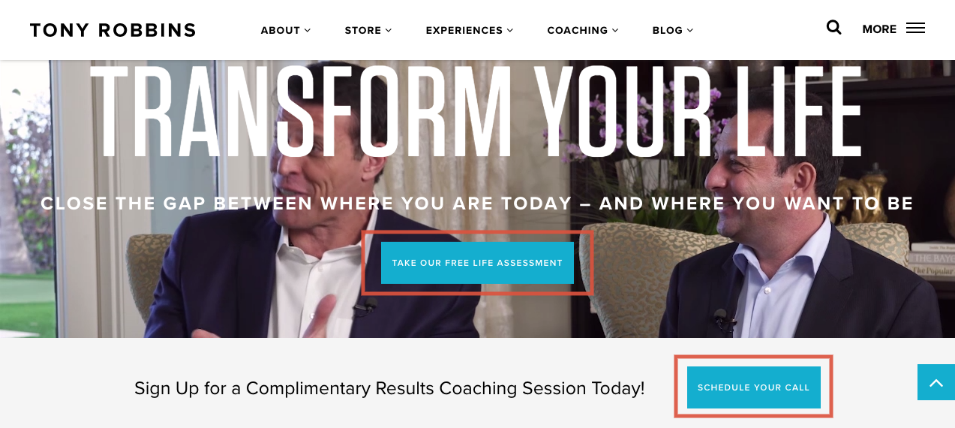 TONY ROBBINS
ABOUT STORE EXPERIENCES COACHING BLOG MORE
TRANSFORM YOUR LIFE
CLOSE THE GAP BETWEEN WHERE YOU ARE TODAY – AND WHERE YOU WANT TO BE
TAKE OUR FREE LIFE ASSESSMENT
Sign Up for a Complimentary Results Coaching Session Today!
SCHEDULE YOUR CALL